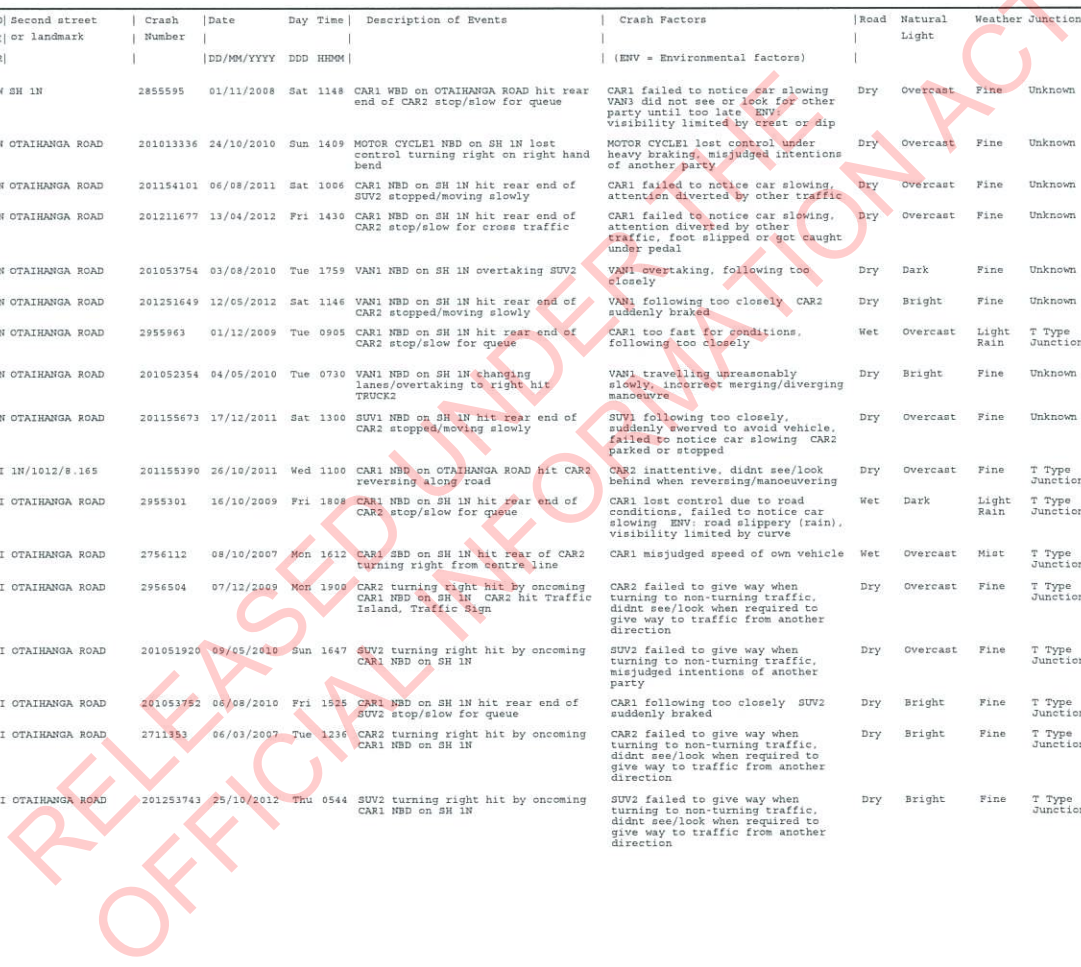 D| Second street | Crash |Date Day Time| Description of Events | Crash Factors |Road Natural Weather Junction
| or landmark | Number | | | | Light
| | |DD/MM/YYYY DDD HHMM| | (ENV = Environmental factors) |
SH 1N 2855595 01/11/2008 Sat 1148 CAR1 WBD on OTAIHANGA ROAD hit rear CAR1 failed to notice car slowing Dry Overcast Fine Unknown
end of CAR2 stop/slow for queue VAN3 did not see or look for other
party until too late ENV:
visibility limited by crest or dip
N OTAIHANGA ROAD 201013336 24/10/2010 Sun 1409 MOTOR CYCLE1 NBD on SH 1N lost MOTOR CYCLE1 lost control under Dry Overcast Fine Unknown
control turning right on right hand heavy braking, misjudged intentions
bend of another party
N OTAIHANGA ROAD 201154101 06/08/2011 Sat 1006 CAR1 NBD on SH 1N hit rear end of CAR1 failed to notice car slowing, Dry Overcast Fine Unknown
SUV2 stopped/moving slowly attention diverted by other traffic
N OTAIHANGA ROAD 201211677 13/04/2012 Fri 1430 CAR1 NBD on SH 1N hit rear end of CAR1 failed to notice car slowing, Dry Overcast Fine Unknown
CAR2 stop/slow for cross traffic attention diverted by other
traffic, foot slipped or got caught
under pedal
N OTAIHANGA ROAD 201053754 03/08/2010 Tue 1759 VAN1 NBD on SH 1N overtaking SUV2 VAN1 overtaking, following too Dry Dark Fine Unknown
closely
N OTAIHANGA ROAD 201251649 12/05/2012 Sat 1146 VAN1 NBD on SH 1N hit rear end of VAN1 following too closely CAR2 Dry Bright Fine Unknown
CAR2 stopped/moving slowly suddenly braked
N OTAIHANGA ROAD 2955963 01/12/2009 Tue 0905 CAR1 NBD on SH 1N hit rear end of CAR1 too fast for conditions, Wet Overcast Light T Type
CAR2 stop/slow for queue following too closely Rain Junction
N OTAIHANGA ROAD 201052354 04/05/2010 Tue 0730 VAN1 NBD on SH 1N changing VAN1 travelling unreasonably Dry Bright Fine Unknown
lanes/overtaking to right hit slowly, incorrect merging/diverging
TRUCK2 manoeuvre
N OTAIHANGA ROAD 201155673 17/12/2011 Sat 1300 SUV1 NBD on SH 1N hit rear end of SUV1 following too closely, Dry Overcast Fine Unknown
CAR2 stopped/moving slowly suddenly swerved to avoid vehicle,
failed to notice car slowing CAR2
parked or stopped
I 1N/1012/8.165 201155390 26/10/2011 Wed 1100 CAR1 NBD on OTAIHANGA ROAD hit CAR2 CAR2 inattentive, didnt see/look Dry Overcast Fine T Type
reversing along road behind when reversing/manoeuvering Junction
I OTAIHANGA ROAD 2955301 16/10/2009 Fri 1808 CAR1 NBD on SH 1N hit rear end of CAR1 lost control due to road Wet Dark Light T Type
CAR2 stop/slow for queue conditions, failed to notice car Rain Junction
slowing ENV: road slippery (rain),
visibility limited by curve
I OTAIHANGA ROAD 2756112 08/10/2007 Mon 1612 CAR1 SBD on SH 1N hit rear of CAR2 CAR1 misjudged speed of own vehicle Wet Overcast Mist T Type
turning right from centre line Junction
I OTAIHANGA ROAD 2956504 07/12/2009 Mon 1900 CAR2 turning right hit by oncoming CAR2 failed to give way when Dry Overcast Fine T Type
CAR1 NBD on SH 1N CAR2 hit Traffic turning to non-turning traffic, Junction
Island, Traffic Sign didnt see/look when required to
give way to traffic from another
direction
I OTAIHANGA ROAD 201051920 09/05/2010 Sun 1647 SUV2 turning right hit by oncoming SUV2 failed to give way when Dry Overcast Fine T Type
CAR1 NBD on SH 1N turning to non-turning traffic, Junction
misjudged intentions of another
party
I OTAIHANGA ROAD 201053752 06/08/2010 Fri 1525 CAR1 NBD on SH 1N hit rear end of CAR1 following too closely SUV2 Dry Bright Fine T Type
SUV2 stop/slow for queue suddenly braked Junction
I OTAIHANGA ROAD 2711353 06/03/2007 Tue 1236 CAR2 turning right hit by oncoming CAR2 failed to give way when Dry Bright Fine T Type
CAR1 NBD on SH 1N turning to non-turning traffic, Junction
didnt see/look when required to
give way to traffic from another
direction
I OTAIHANGA ROAD 201253743 25/10/2012 Thu 0544 SUV2 turning right hit by oncoming SUV2 failed to give way when Dry Bright Fine T Type
CAR1 NBD on SH 1N turning to non-turning traffic, Junction
didnt see/look when required to
give way to traffic from another
direction
RELEASED UNDER THE
OFFICIAL INFORMATION ACT